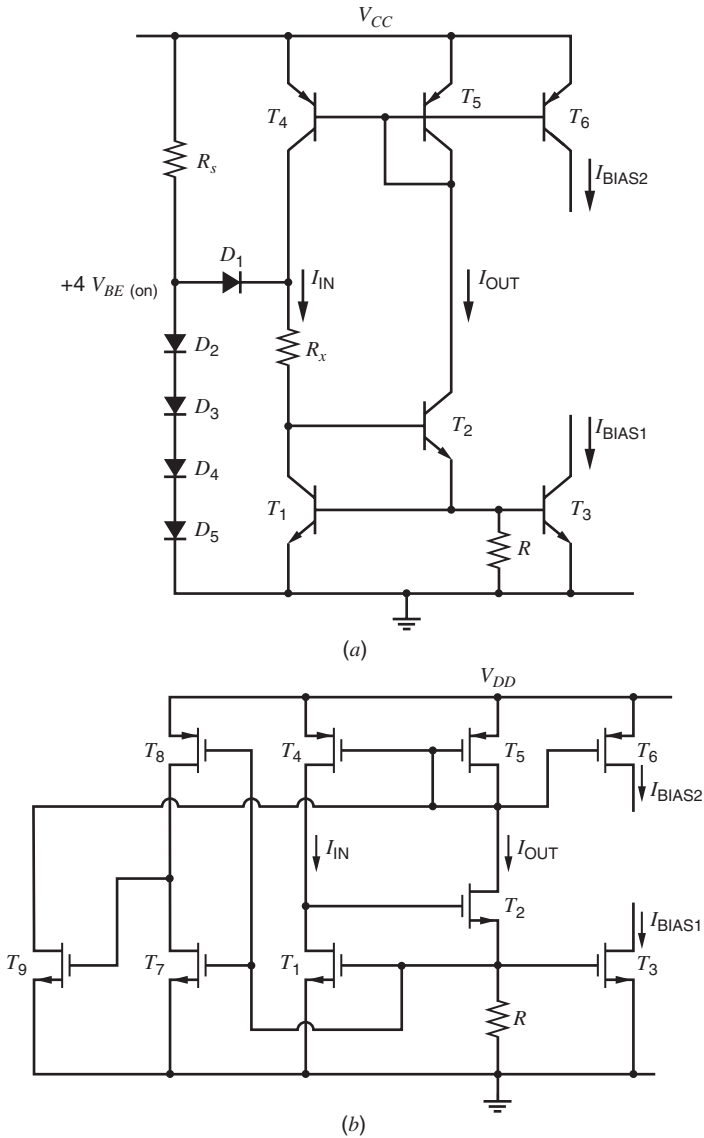 V_CC
T_4
T_5
T_6
R_s
I_BIAS2
D_1
+4 V_BE (on)
I_IN
I_OUT
D_2
R_x
D_3
T_2
I_BIAS1
D_4
T_1
T_3
D_5
R
(a)
V_DD
T_8
T_4
T_5
T_6
I_BIAS2
I_IN
I_OUT
T_2
I_BIAS1
T_9
T_7
T_1
T_3
R
(b)